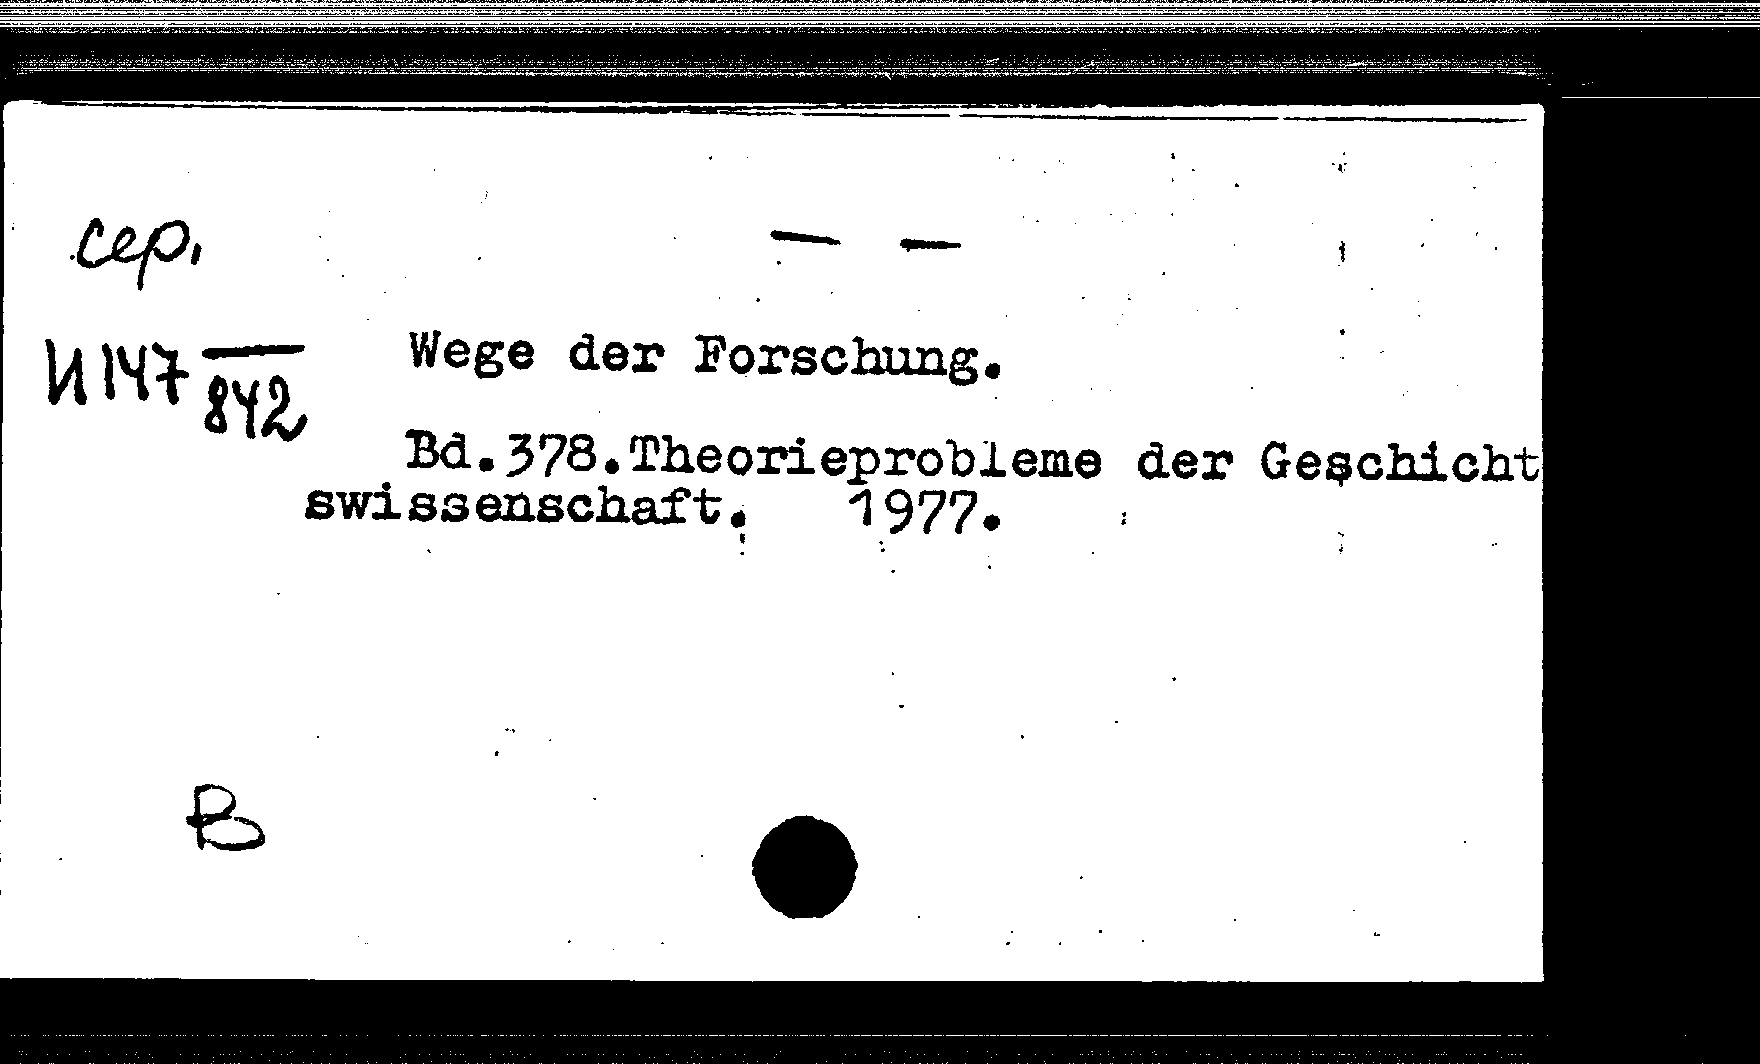 сер. — —
И147 842 Wege der Forschung.
Bd.378.Theorieprobleme der Geschicht
swissenschaft. 1977.
В